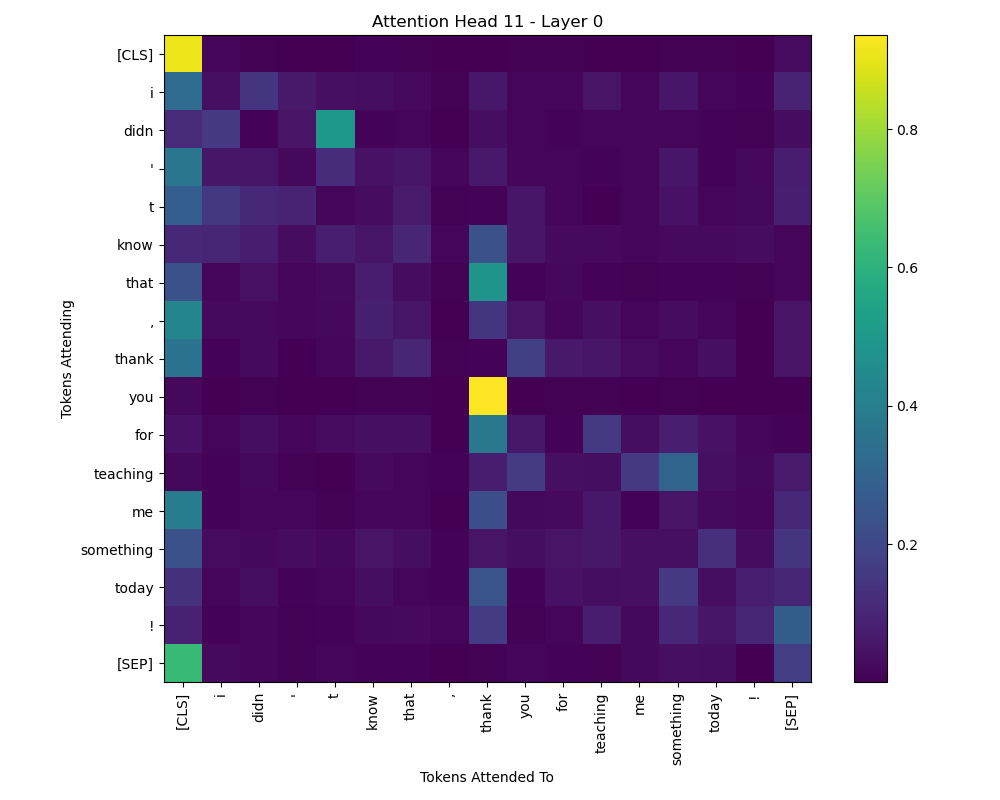 Attention Head 11 - Layer 0
Tokens Attending
[CLS]
i
didn
'
t
know
that
,
thank
you
for
teaching
me
something
today
!
[SEP]
[CLS] i didn ' t know that , thank you for teaching me something today ! [SEP]
Tokens Attended To
0.8
0.6
0.4
0.2